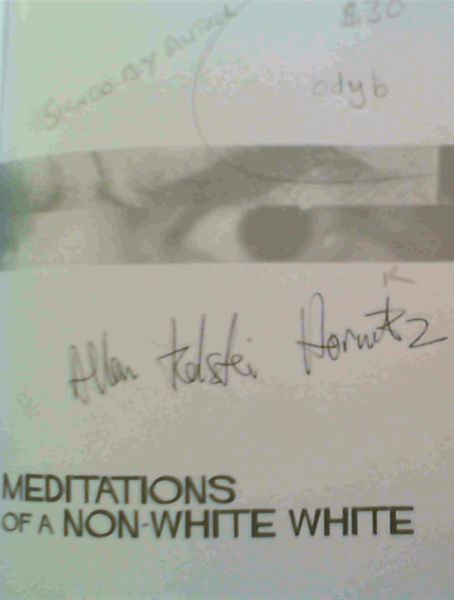 $30
SIGNED BY AUTHOR
odyb
Allan Kolski Horwitz
MEDITATIONS
OF A NON-WHITE WHITE